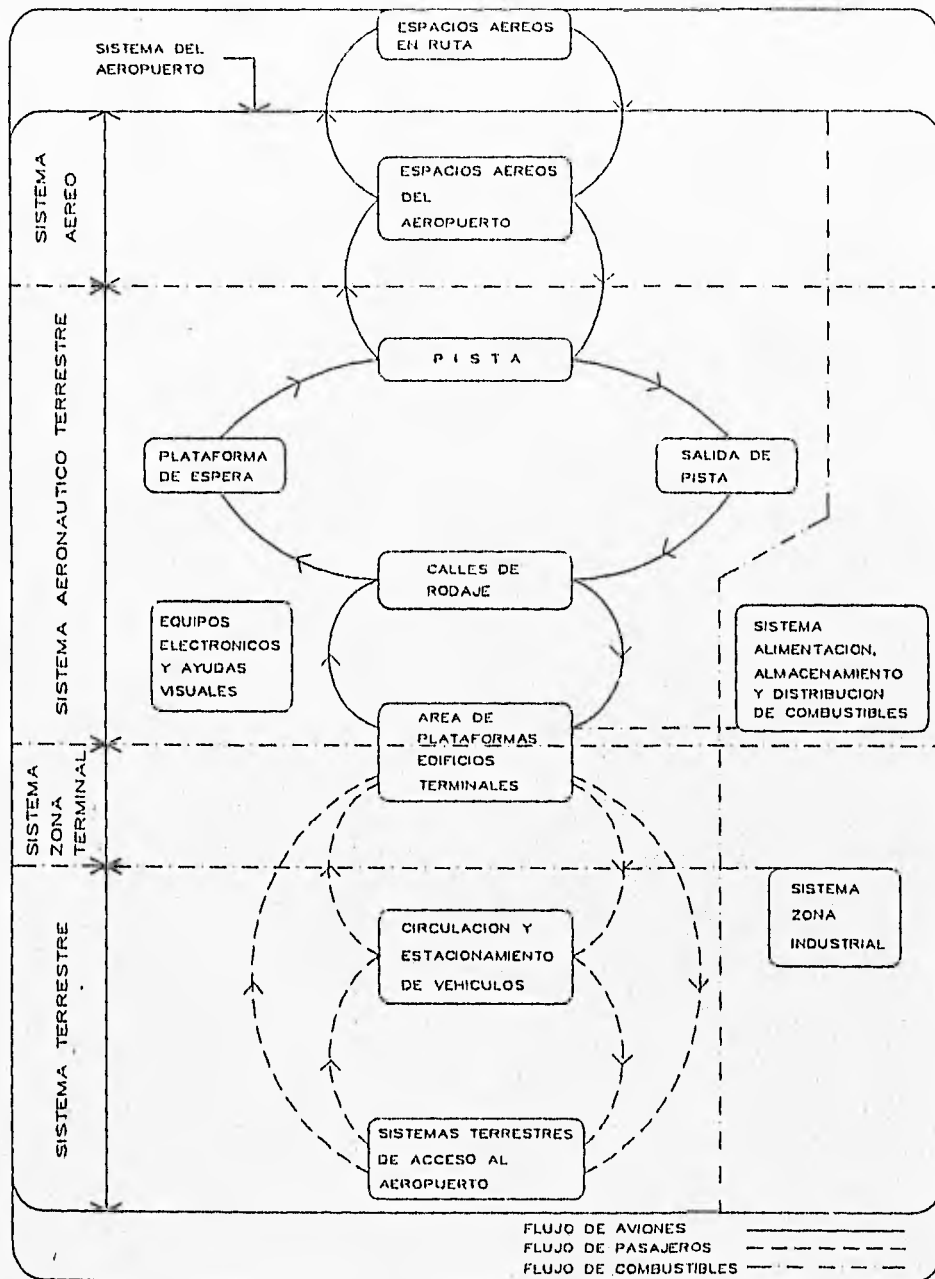 ESPACIOS AEREOS
EN RUTA
SISTEMA DEL
AEROPUERTO
ESPACIOS AEREOS
DEL
AEROPUERTO
SISTEMA
AEREO
PISTA
PLATAFORMA
DE ESPERA
SALIDA DE
PISTA
SISTEMA AERONAUTICO TERRESTRE
CALLES DE
RODAJE
EQUIPOS
ELECTRONICOS
Y AYUDAS
VISUALES
SISTEMA
ALIMENTACIÓN,
ALMACENAMIENTO
Y DISTRIBUCION
DE COMBUSTIBLES
AREA DE
PLATAFORMAS
EDIFICIOS
TERMINALES
SISTEMA
ZONA
TERMINAL
SISTEMA
ZONA
INDUSTRIAL
CIRCULACION Y
ESTACIONAMIENTO
DE VEHICULOS
SISTEMA TERRESTRE
SISTEMAS TERRESTRES
DE ACCESO AL
AEROPUERTO
FLUJO DE AVIONES
FLUJO DE PASAJEROS
FLUJO DE COMBUSTIBLES